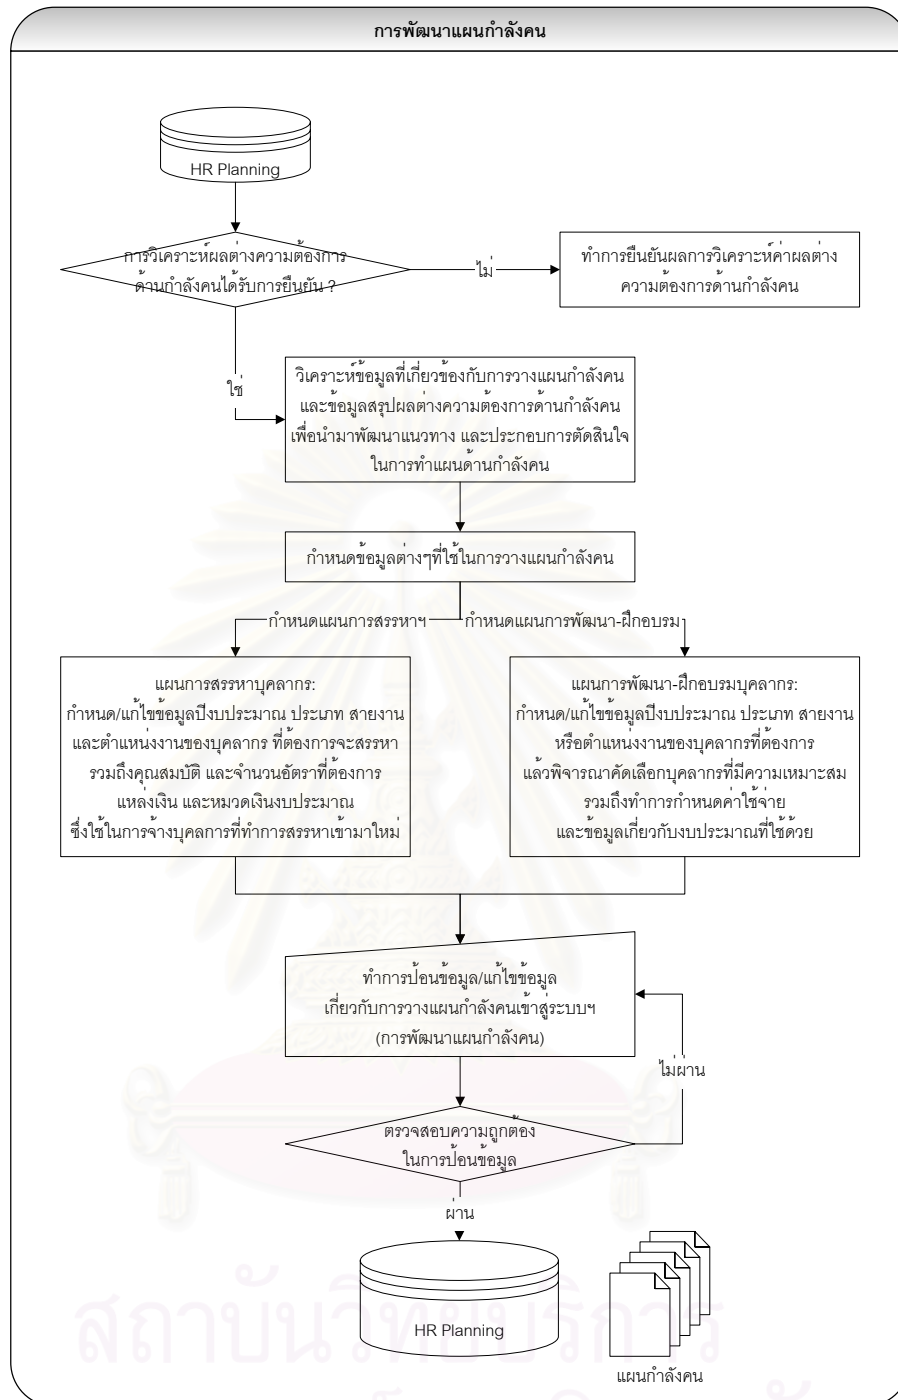 การพัฒนาแผนกำลังคน
HR Planning
การวิเคราะห์ผลต่างความต้องการ
ด้านกำลังคนได้รับการยืนยัน ?
ไม่
ทำการยืนยันผลการวิเคราะห์ค่าผลต่าง
ความต้องการด้านกำลังคน
ใช่
วิเคราะห์ข้อมูลที่เกี่ยวข้องกับการวางแผนกำลังคน
และข้อมูลสรุปผลต่างความต้องการด้านกำลังคน
เพื่อนำมาพัฒนาแนวทาง และประกอบการตัดสินใจ
ในการทำแผนด้านกำลังคน
กำหนดข้อมูลต่างๆที่ใช้ในการวางแผนกำลังคน
กำหนดแผนการสรรหาฯ
กำหนดแผนการพัฒนา-ฝึกอบรม
แผนการสรรหาบุคลากร:
กำหนด/แก้ไขข้อมูลปีงบประมาณ ประเภท สายงาน
และตำแหน่งงานของบุคลากร ที่ต้องการจะสรรหา
รวมถึงคุณสมบัติ และจำนวนอัตราที่ต้องการ
แหล่งเงิน และหมวดเงินงบประมาณ
ซึ่งใช้ในการจ้างบุคลการที่ทำการสรรหาเข้ามาใหม่
แผนการพัฒนา-ฝึกอบรมบุคลากร:
กำหนด/แก้ไขข้อมูลปีงบประมาณ ประเภท สายงาน
หรือตำแหน่งงานของบุคลากรที่ต้องการ
แล้วพิจารณาคัดเลือกบุคลากรที่มีความเหมาะสม
รวมถึงทำการกำหนดค่าใช้จ่าย
และข้อมูลเกี่ยวกับงบประมาณที่ใช้ด้วย
ทำการป้อนข้อมูล/แก้ไขข้อมูล
เกี่ยวกับการวางแผนกำลังคนเข้าสู่ระบบฯ
(การพัฒนาแผนกำลังคน)
ไม่ผ่าน
ตรวจสอบความถูกต้อง
ในการป้อนข้อมูล
ผ่าน
HR Planning
แผนกำลังคน
สถาบันวิทยบริการ